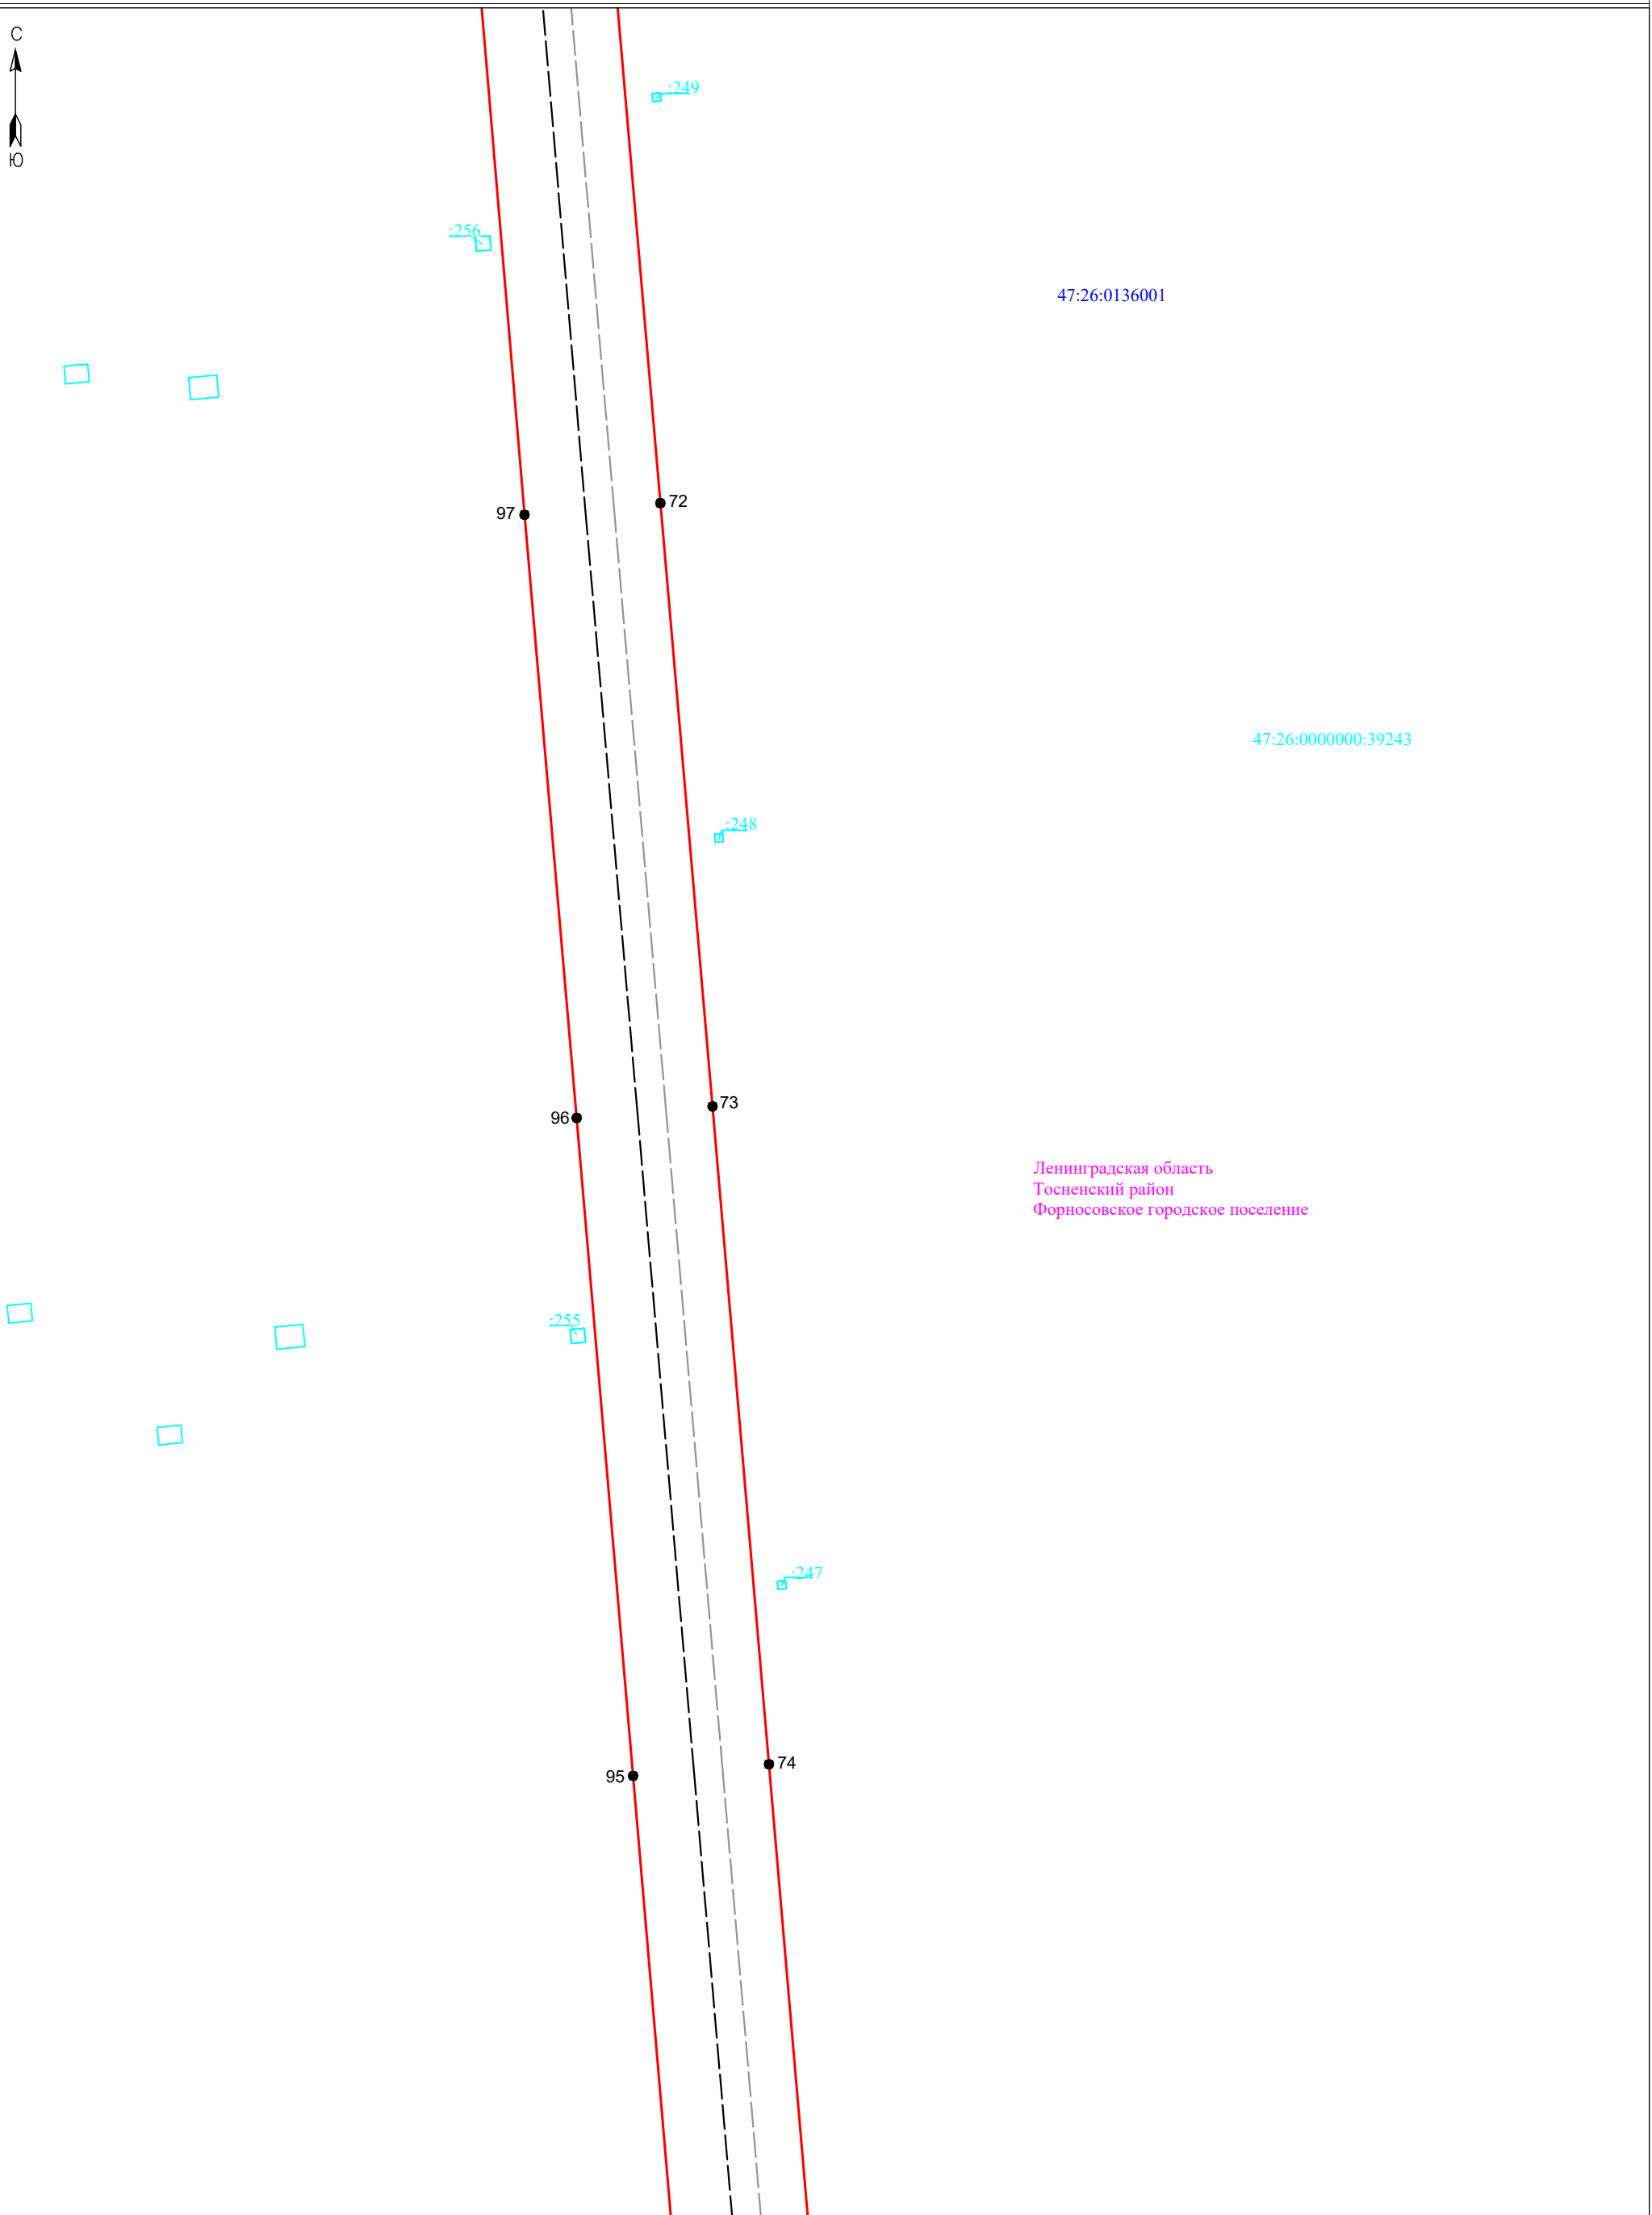 С
Ю
:249
:256
47:26:0136001
97
72
47:26:0000000:39243
:248
73
96
Ленинградская область
Тосненский район
Форносовское городское поселение
:255
:247
74
95